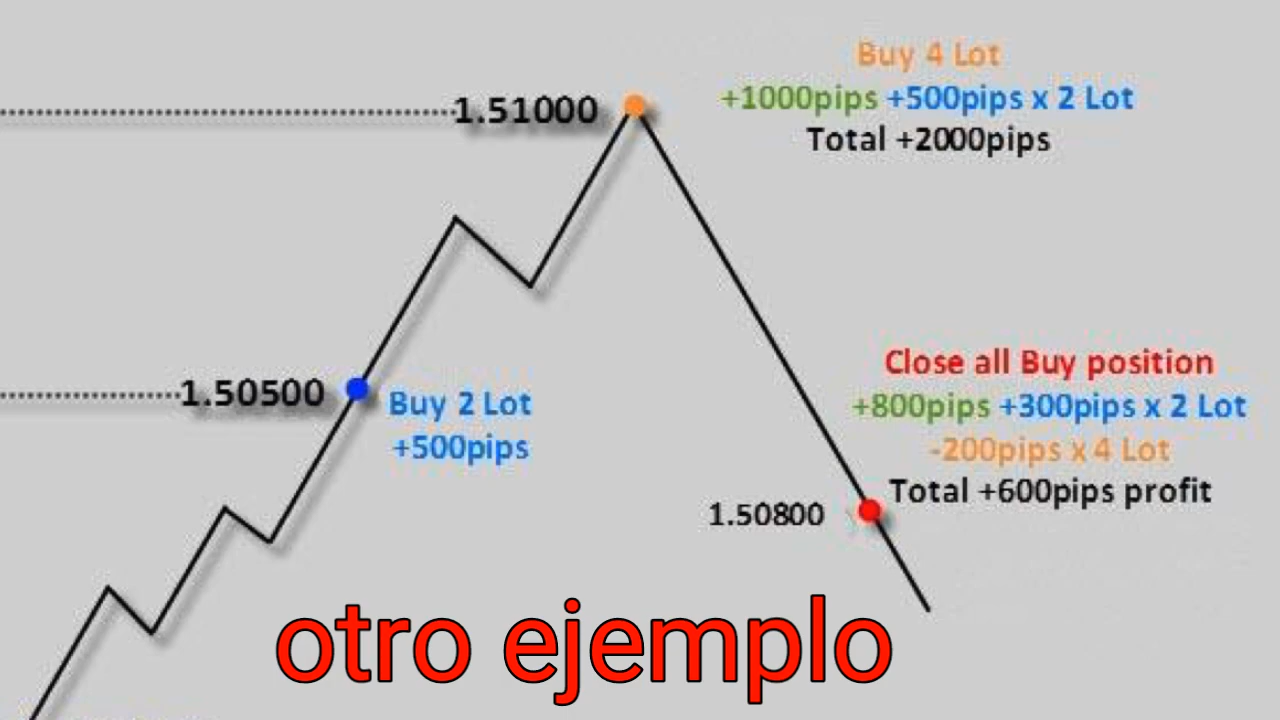 Buy 4 Lot
1.51000
+1000pips +500pips x 2 Lot
Total +2000pips
Close all Buy position
1.50500
Buy 2 Lot
+800pips +300pips x 2 Lot
+500pips
-200pips x 4 Lot
Total +600pips profit
1.50800
otro ejemplo